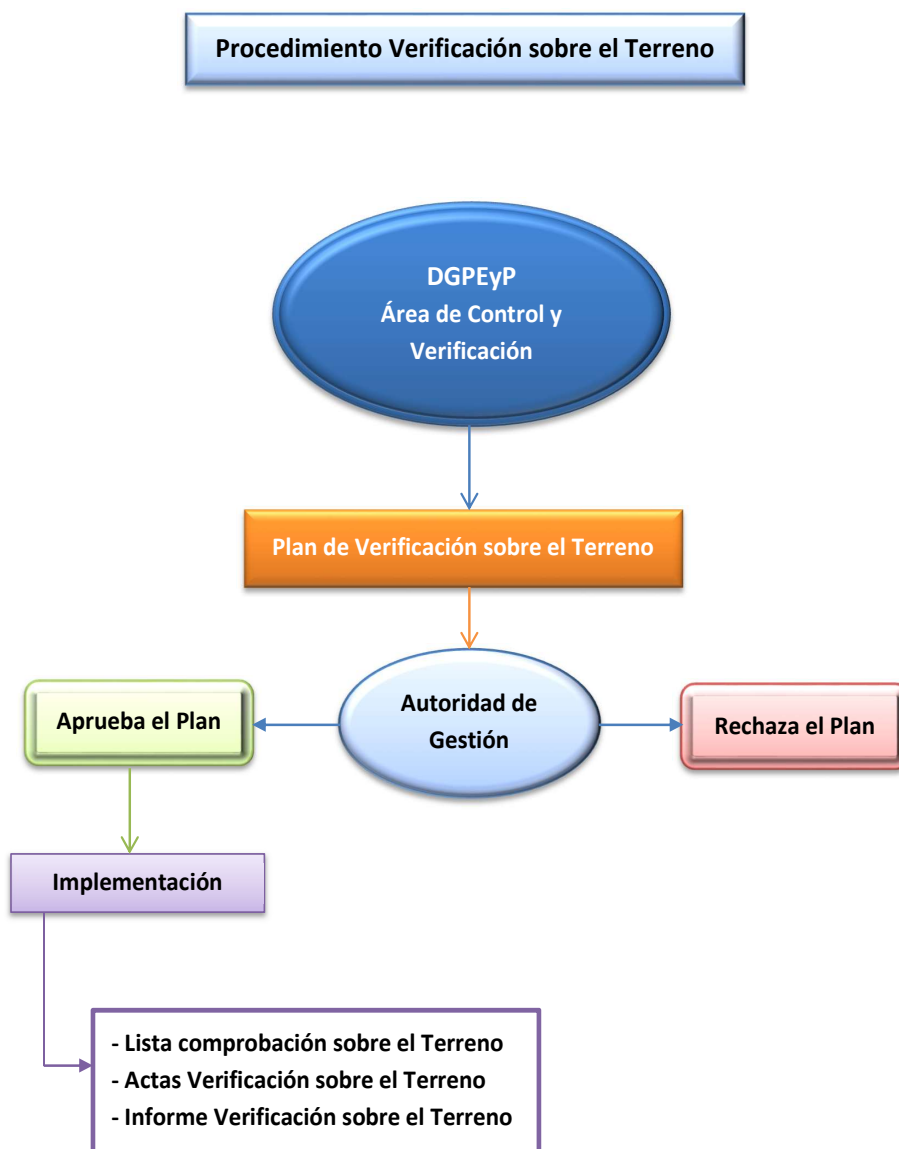 Procedimiento Verificación sobre el Terreno
DGPEyP
Área de Control y
Verificación
Plan de Verificación sobre el Terreno
Autoridad de
Gestión
Aprueba el Plan
Rechaza el Plan
Implementación
- Lista comprobación sobre el Terreno
- Actas Verificación sobre el Terreno
- Informe Verificación sobre el Terreno